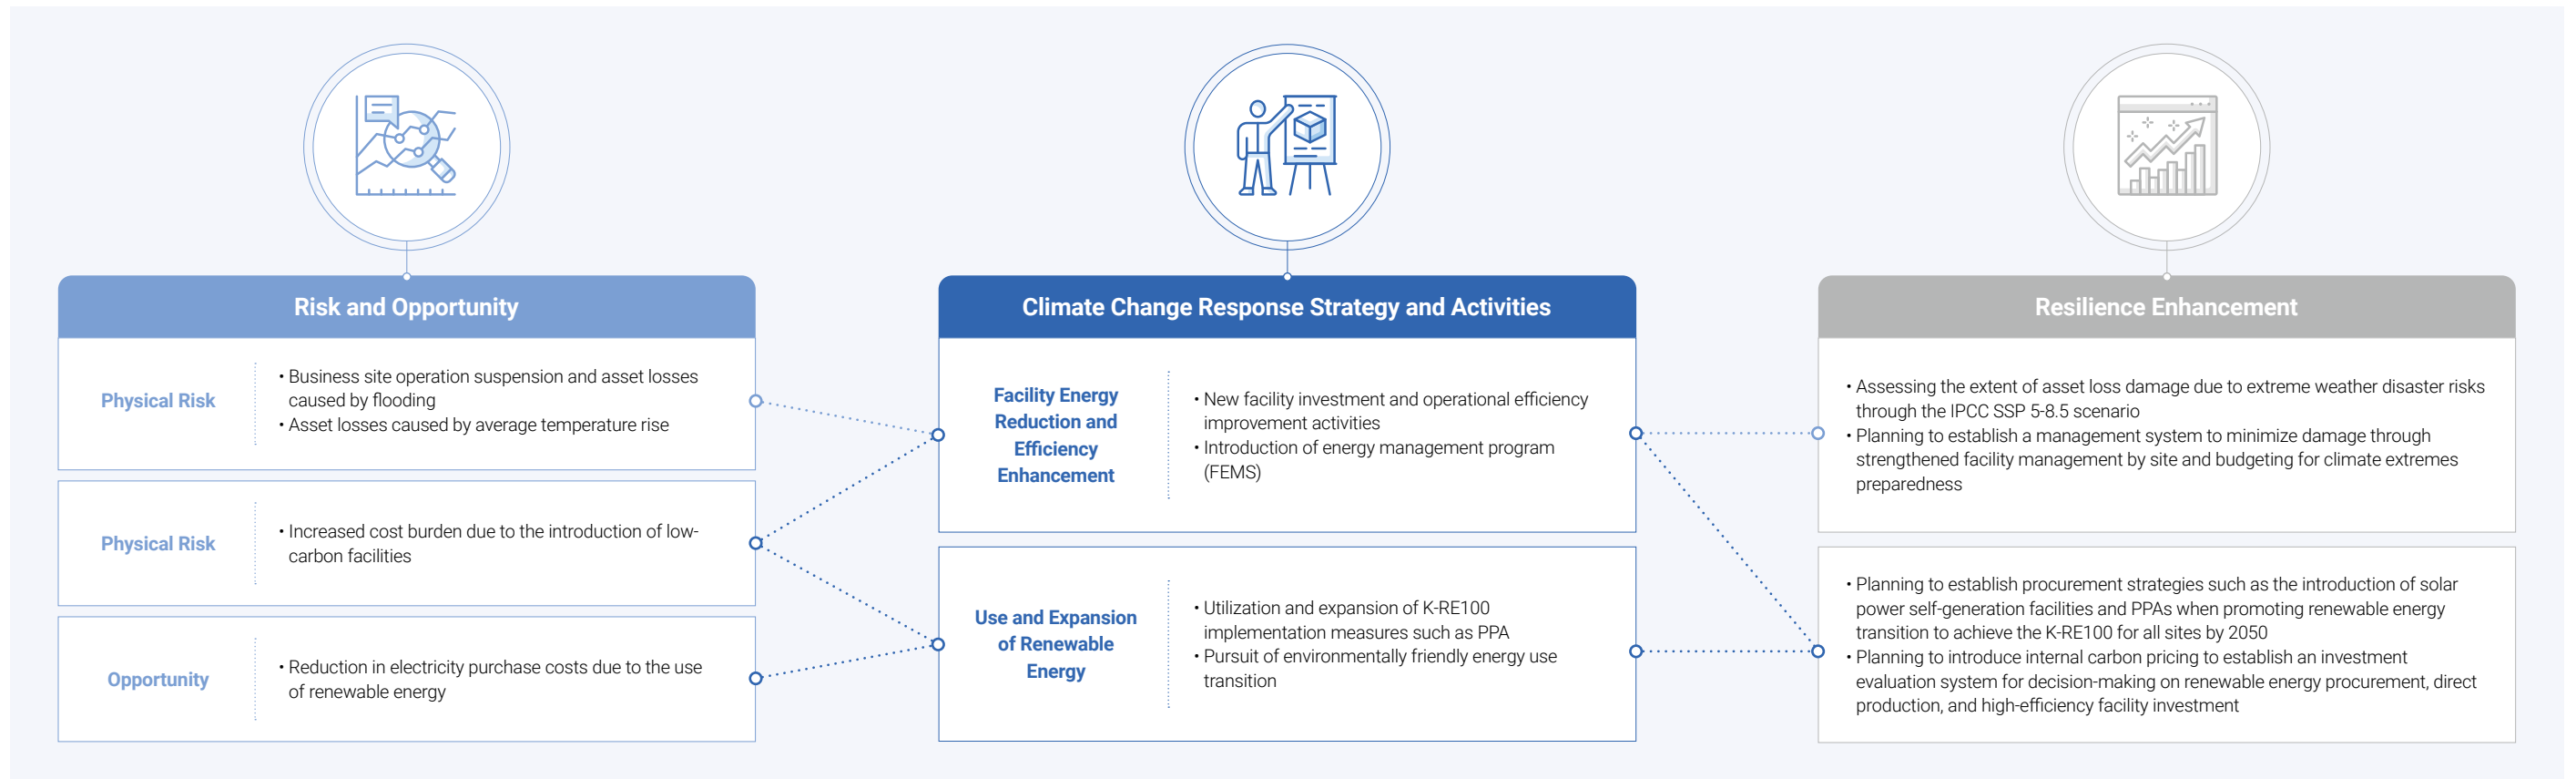 Risk and Opportunity
Physical Risk
• Business site operation suspension and asset losses
caused by flooding
• Asset losses caused by average temperature rise
Physical Risk
• Increased cost burden due to the introduction of low-
carbon facilities
Opportunity
• Reduction in electricity purchase costs due to the use
of renewable energy
Climate Change Response Strategy and Activities
Facility Energy
Reduction and
Efficiency
Enhancement
• New facility investment and operational efficiency
improvement activities
• Introduction of energy management program
(FEMS)
Use and Expansion
of Renewable
Energy
• Utilization and expansion of K-RE100
implementation measures such as PPA
• Pursuit of environmentally friendly energy use
transition
Resilience Enhancement
• Assessing the extent of asset loss damage due to extreme weather disaster risks
through the IPCC SSP 5-8.5 scenario
• Planning to establish a management system to minimize damage through
strengthened facility management by site and budgeting for climate extremes
preparedness
• Planning to establish procurement strategies such as the introduction of solar
power self-generation facilities and PPAs when promoting renewable energy
transition to achieve the K-RE100 for all sites by 2050
• Planning to introduce internal carbon pricing to establish an investment
evaluation system for decision-making on renewable energy procurement, direct
production, and high-efficiency facility investment